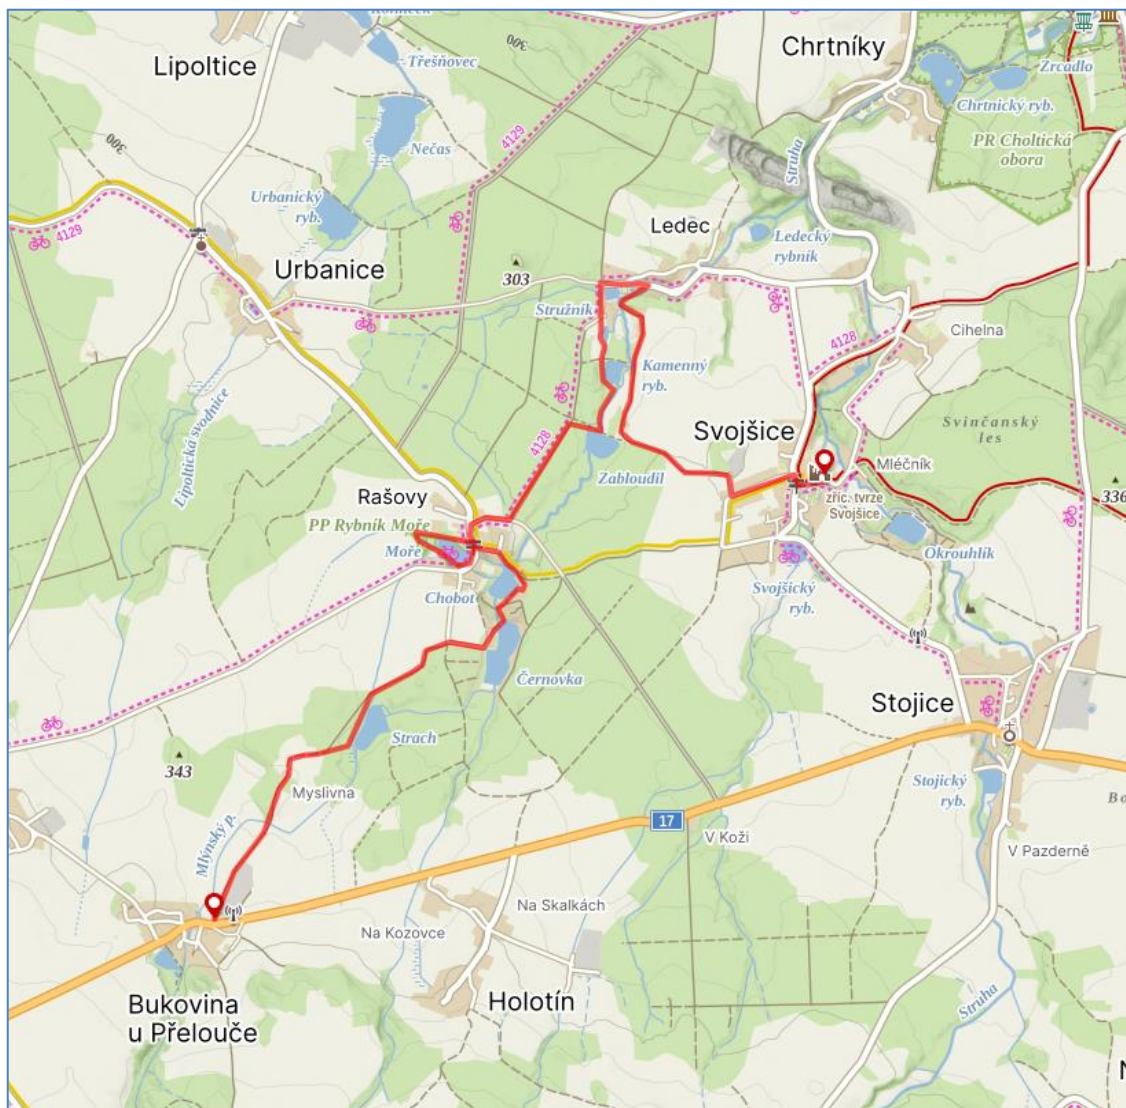 Lipoltice
Třešňovec
300
Chrtníky
Zrcadlo
Chrtnický ryb.
PR Choltická
obora
Nečas
4129
300
Struha
Urbanický
ryb.
4129
Ledec
Ledecký
rybník
Urbanice
303
Stružník
Cihelna
4128
Kamenný
ryb.
Lipoltická svodnice
4128
Svojšice
Svinčanský
les
Mléčník
Zabloudil
336
Rašovy
zříc. tvrze
Svojšice
PP Rybník Moře
Moře
Okrouhlík
Chobot
Svojšický
ryb.
Černovka
Stojice
Strach
343
Myslivna
Stojický
ryb.
17
Mlýnský p.
V Koži
V Pazderně
Na Skalkách
Na Kozovce
Bukovina
u Přelouče
Holotín
Struha